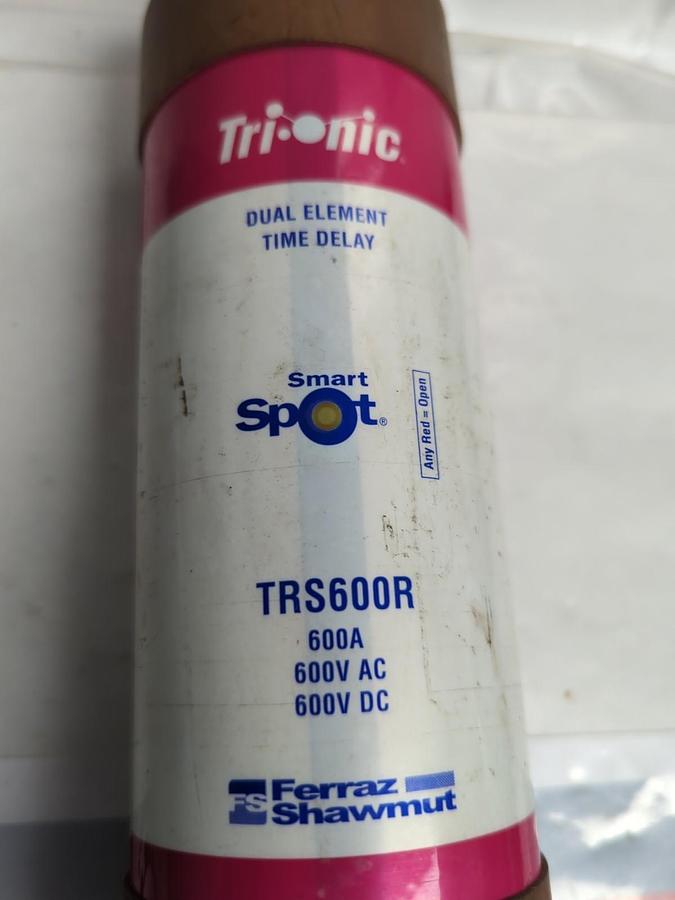 Tri-Onic
DUAL ELEMENT
TIME DELAY
Smart
Spot®
Any Red = Open
TRS600R
600A
600V AC
600V DC
FS Ferraz
Shawmut